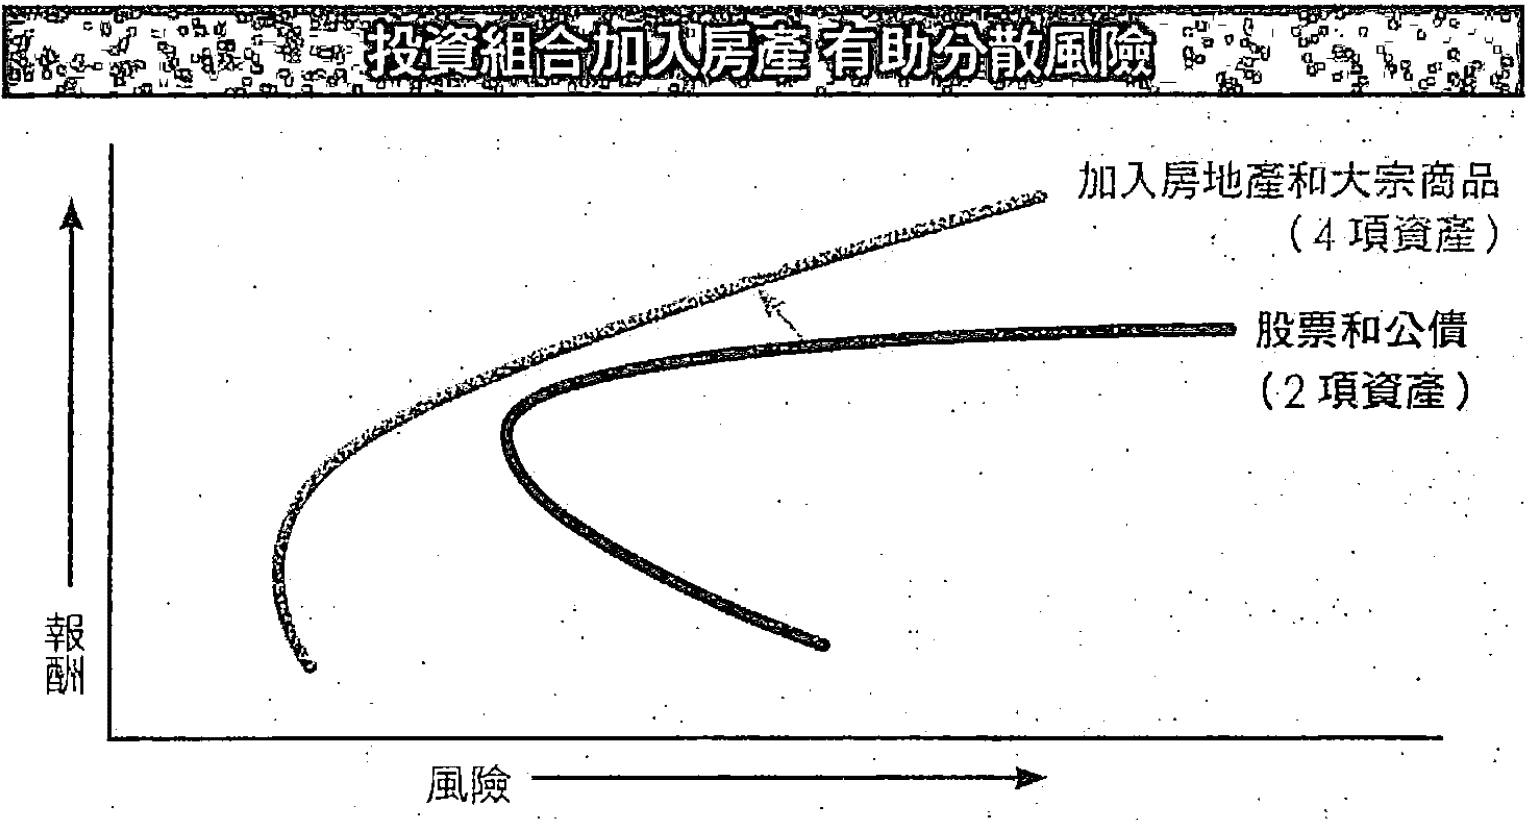 投資組合加入房產 有助分散風險
加入房地產和大宗商品
（4項資產）
股票和公債
（2項資產）
報酬
風險